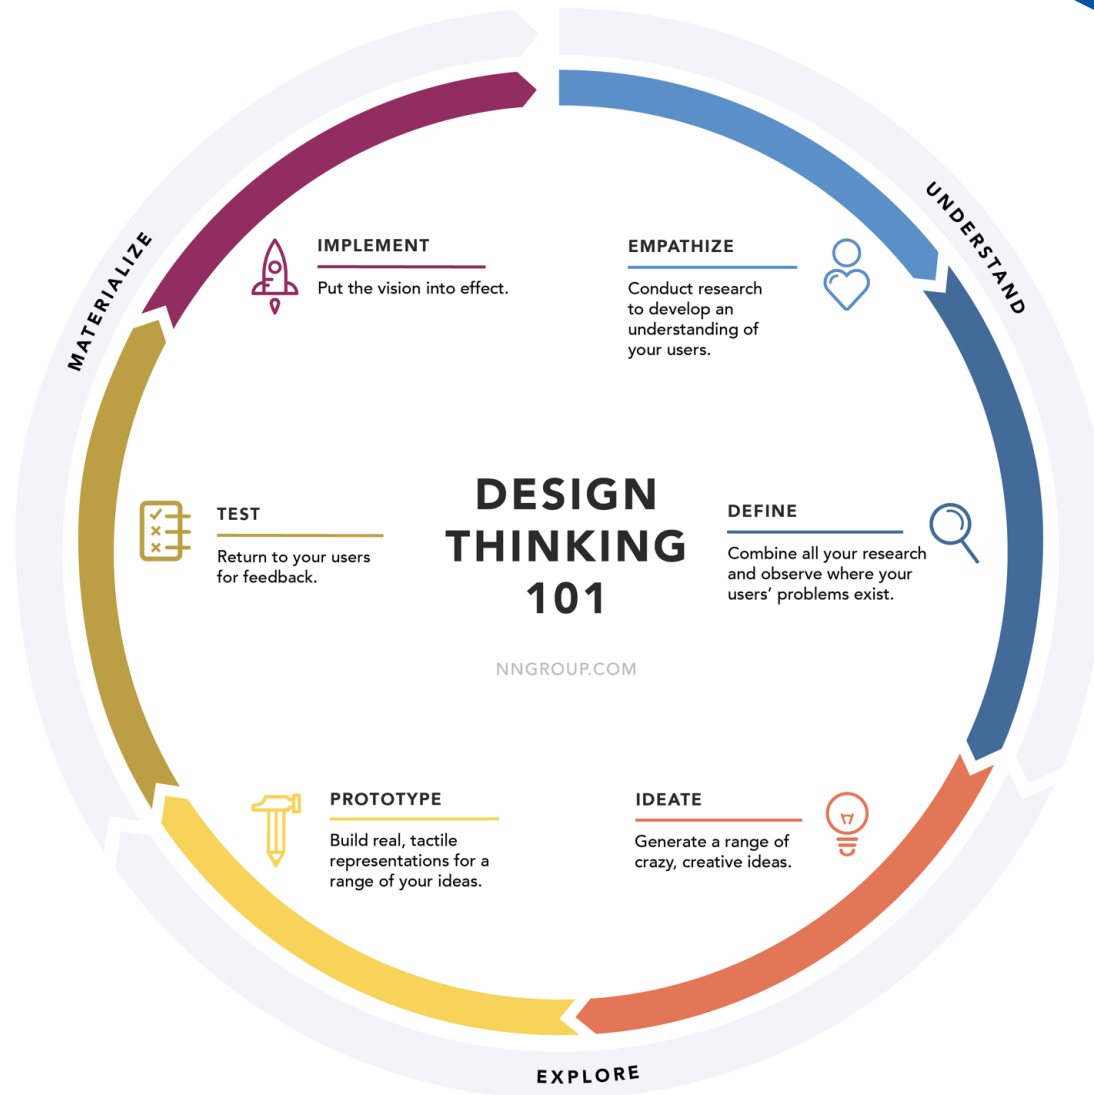 DESIGN
THINKING
101
NNGROUP.COM
UNDERSTAND
EMPATHIZE
Conduct research
to develop an
understanding of
your users.
DEFINE
Combine all your research
and observe where your
users’ problems exist.
EXPLORE
IDEATE
Generate a range of
crazy, creative ideas.
PROTOTYPE
Build real, tactile
representations for a
range of your ideas.
MATERIALIZE
TEST
Return to your users
for feedback.
IMPLEMENT
Put the vision into effect.